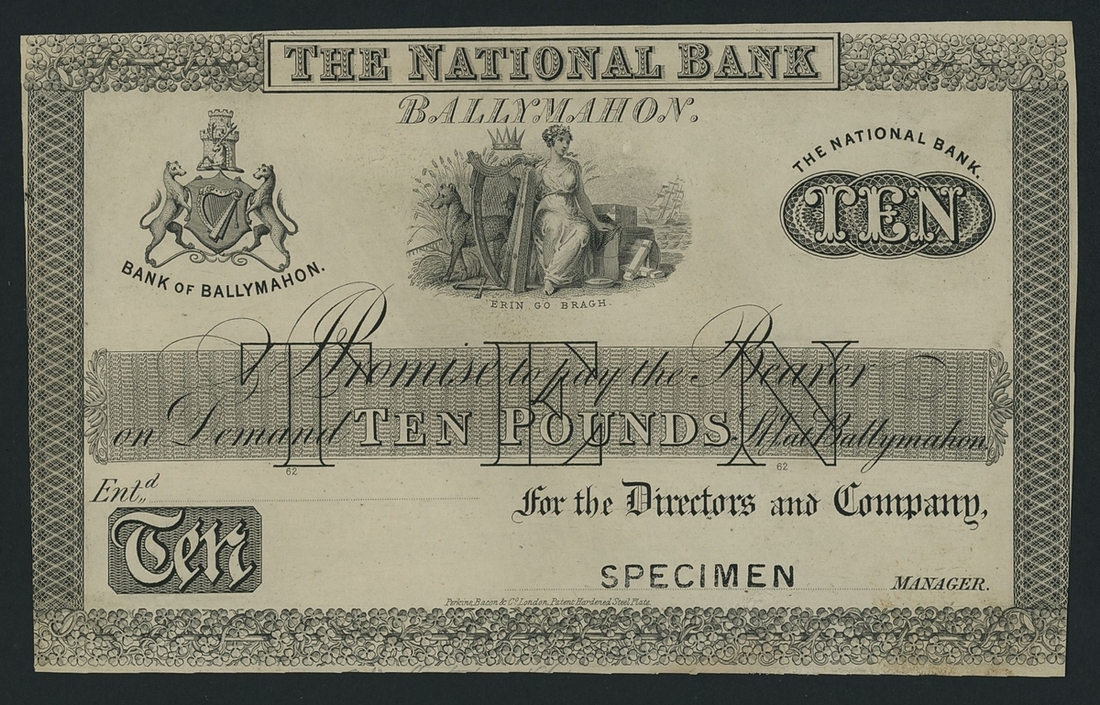 THE NATIONAL BANK
BALLYMAHON.
THE NATIONAL BANK.
TEN
BANK OF BALLYMAHON.
ERIN GO BRAGH.
I Promise to pay the Bearer
TEN
on Demand TEN POUNDS at Ballymahon
62 62
Ent,,d
For the Directors and Company,
Ten
SPECIMEN
MANAGER.
Perkins, Bacon & Co. London, Patent Hardened Steel Plate.